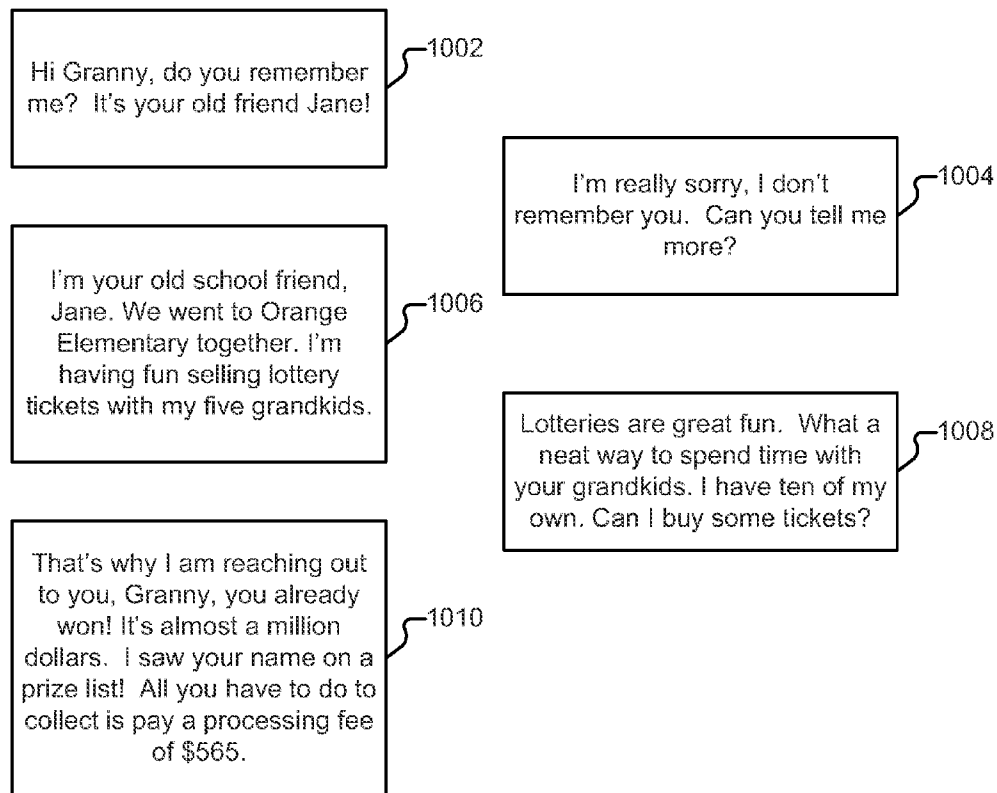 Hi Granny, do you remember
me?  It's your old friend Jane!
1002
I'm really sorry, I don't
remember you.  Can you tell me
more?
1004
I'm your old school friend,
Jane. We went to Orange
Elementary together. I'm
having fun selling lottery
tickets with my five grandkids.
1006
Lotteries are great fun.  What a
neat way to spend time with
your grandkids. I have ten of my
own. Can I buy some tickets?
1008
That's why I am reaching out
to you, Granny, you already
won! It's almost a million
dollars.  I saw your name on a
prize list!  All you have to do to
collect is pay a processing fee
of $565.
1010